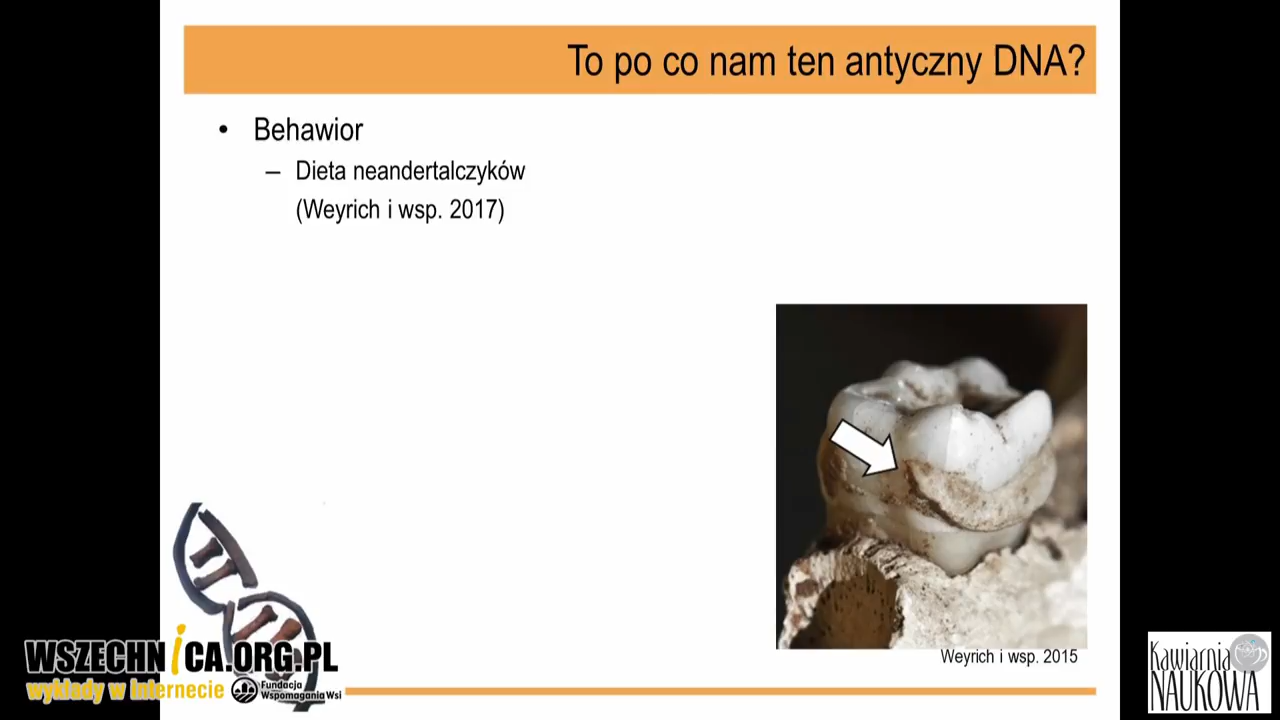 To po co nam ten antyczny DNA?
• Behawior
– Dieta neandertalczyków
(Weyrich i wsp. 2017)
Weyrich i wsp. 2015
WSZECHNiCA.ORG.PL
wykłady w internecie
Fundacja
Wspomagania Wsi
Kawiarnia
NAUKOWA